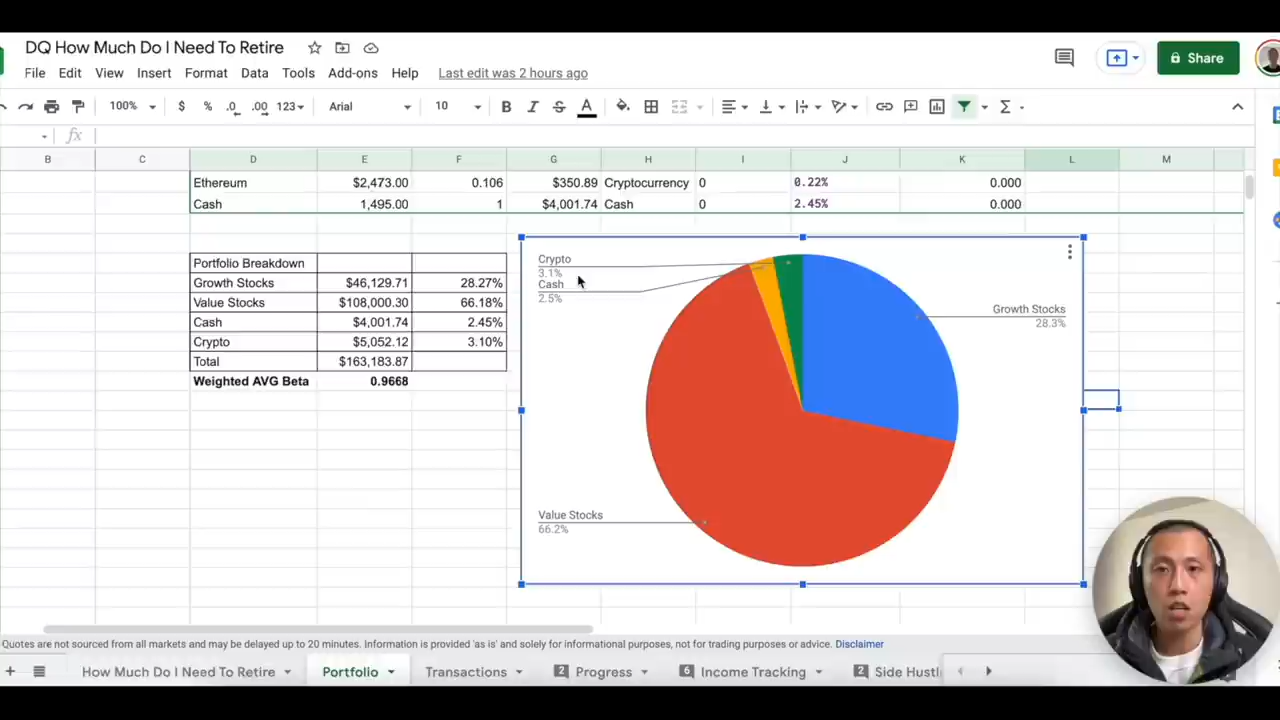 DQ How Much Do I Need To Retire
File Edit View Insert Format Data Tools Add-ons Help Last edit was 2 hours ago
Share
100% $ % .0 .00 123 Arial 10 B I S A Σ
fx
B C D E F G H I J K L M
Ethereum $2,473.00 0.106 $350.89 Cryptocurrency 0 0.22% 0.000
Cash 1,495.00 1 $4,001.74 Cash 0 2.45% 0.000
Portfolio Breakdown
Growth Stocks $46,129.71 28.27%
Value Stocks $108,000.30 66.18%
Cash $4,001.74 2.45%
Crypto $5,052.12 3.10%
Total $163,183.87
Weighted AVG Beta 0.9668
Crypto
3.1%
Cash
2.5%
Growth Stocks
28.3%
Value Stocks
66.2%
Quotes are not sourced from all markets and may be delayed up to 20 minutes. Information is provided 'as is' and solely for informational purposes, not for trading purposes or advice. Disclaimer
+ How Much Do I Need To Retire Portfolio Transactions 2 Progress 6 Income Tracking 2 Side Hustl